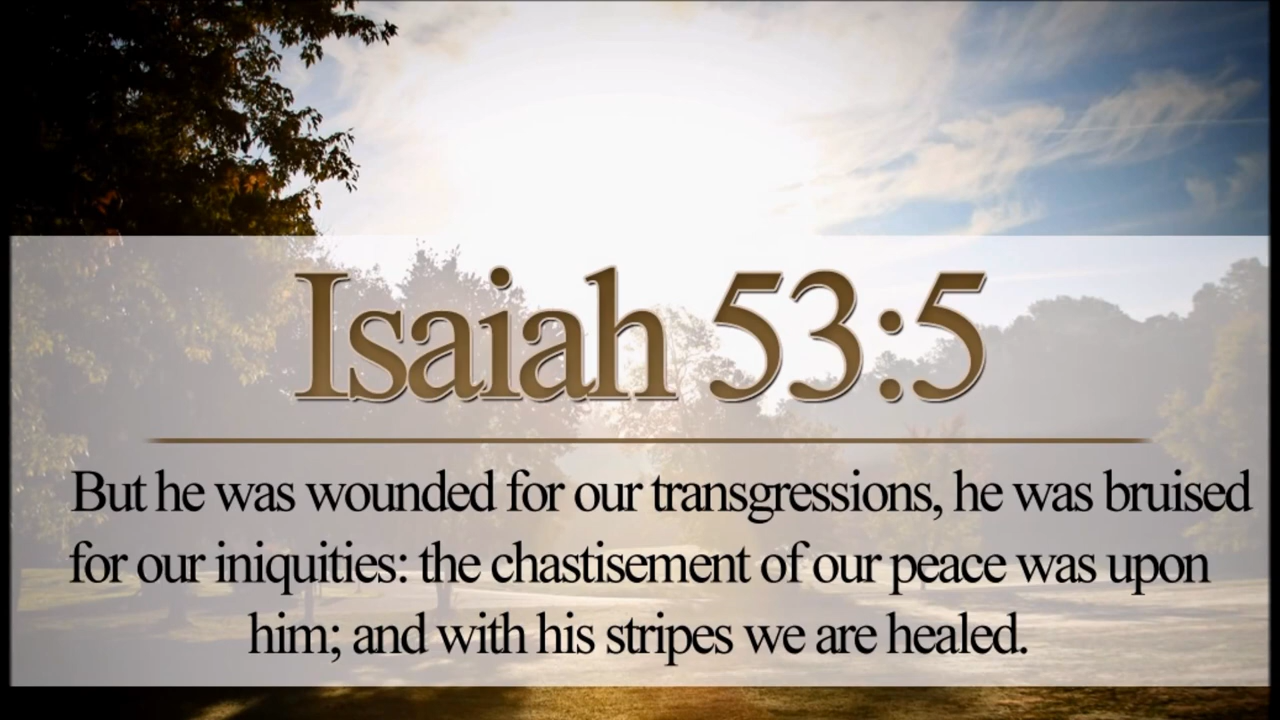 Isaiah 53:5
But he was wounded for our transgressions, he was bruised
for our iniquities: the chastisement of our peace was upon
him; and with his stripes we are healed.